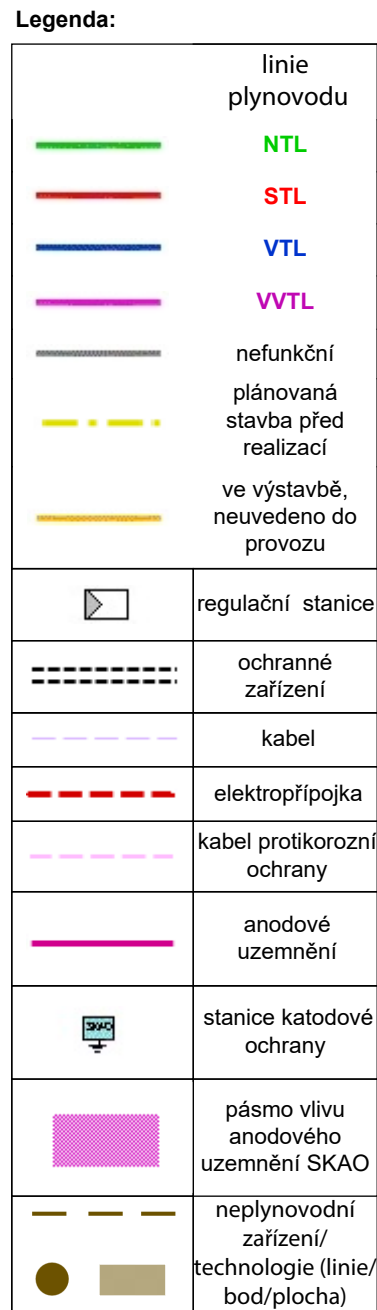 Legenda:
linie
plynovodu
NTL
STL
VTL
VVTL
nefunkční
plánovaná
stavba před
realizací
ve výstavbě,
neuvedeno do
provozu
regulační stanice
ochranné
zařízení
kabel
elektropřípojka
kabel protikorozní
ochrany
anodové
uzemnění
SKAO
stanice katodové
ochrany
pásmo vlivu
anodového
uzemnění SKAO
neplynovodní
zařízení/
technologie (linie/
bod/plocha)